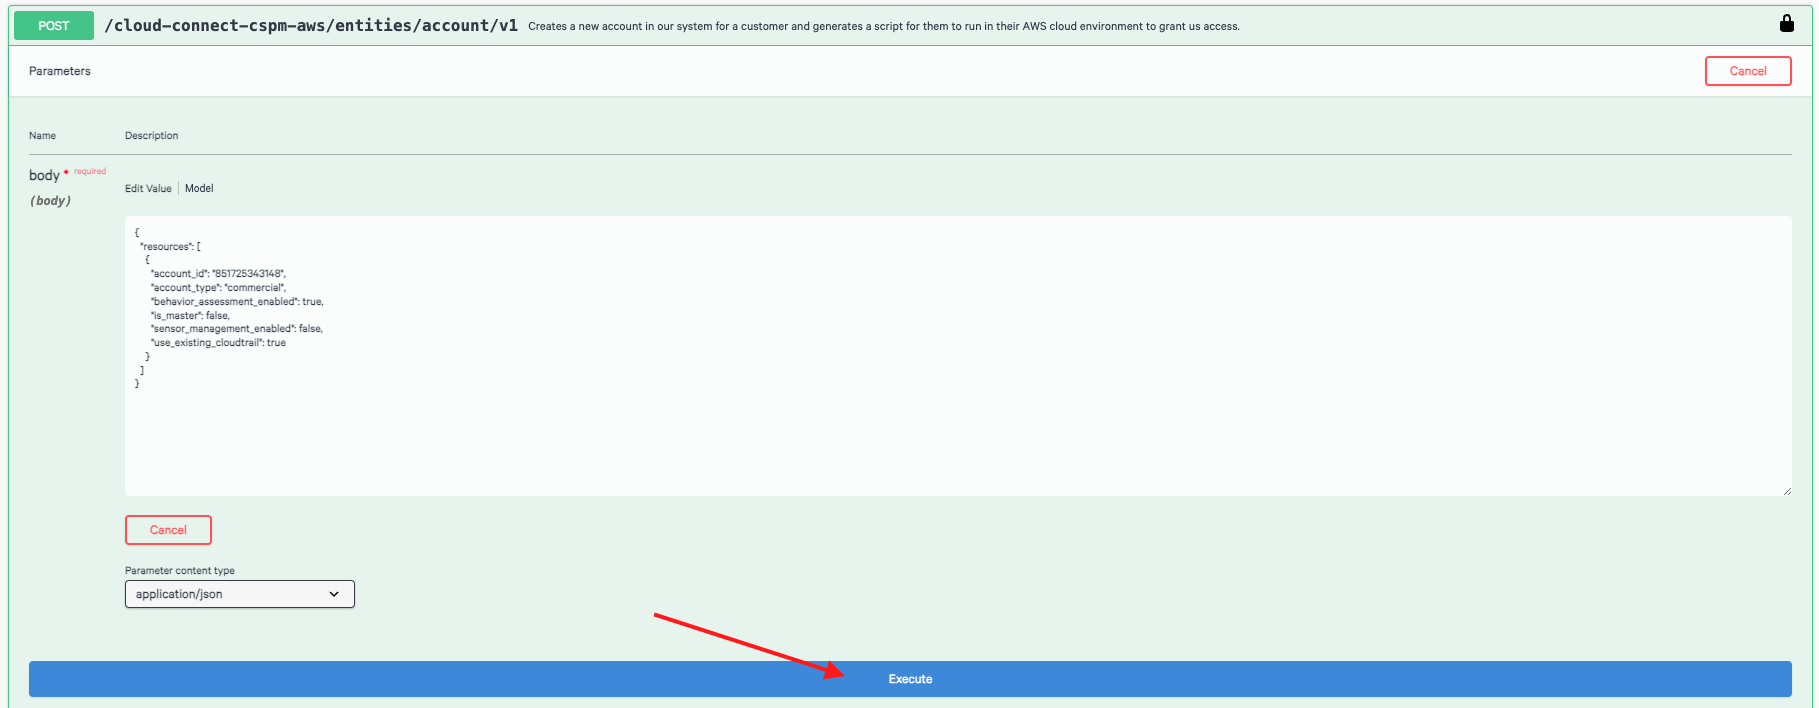 POST /cloud-connect-cspm-aws/entities/account/v1 Creates a new account in our system for a customer and generates a script for them to run in their AWS cloud environment to grant us access.
Parameters
Cancel
Name Description
body * required
(body)
Edit Value Model
{
"resources": [
{
"account_id": "851725343148",
"account_type": "commercial",
"behavior_assessment_enabled": true,
"is_master": false,
"sensor_management_enabled": false,
"use_existing_cloudtrail": true
}
]
}
Cancel
Parameter content type
application/json
Execute